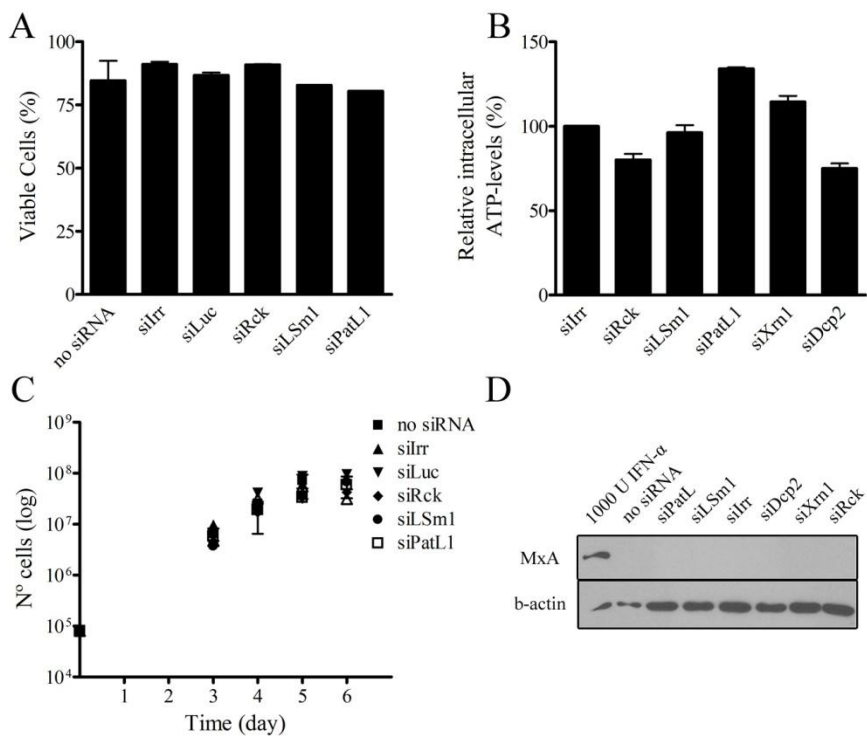 A
Viable Cells (%)
100
75
50
25
0
no siRNA
siIrr
siLuc
siRck
siLSm1
siPatL1
B
Relative intracellular
ATP-levels (%)
150
100
50
0
siIrr
siRck
siLSm1
siPatL1
siXrn1
siDcp2
C
Nº cells (log)
10⁹
10⁸
10⁷
10⁶
10⁵
10⁴
1 2 3 4 5 6
Time (day)
no siRNA
siIrr
siLuc
siRck
siLSm1
siPatL1
D
1000 U IFN-α
no siRNA
siPatL
siLSm1
siIrr
siDcp2
siXrn1
siRck
MxA
b-actin